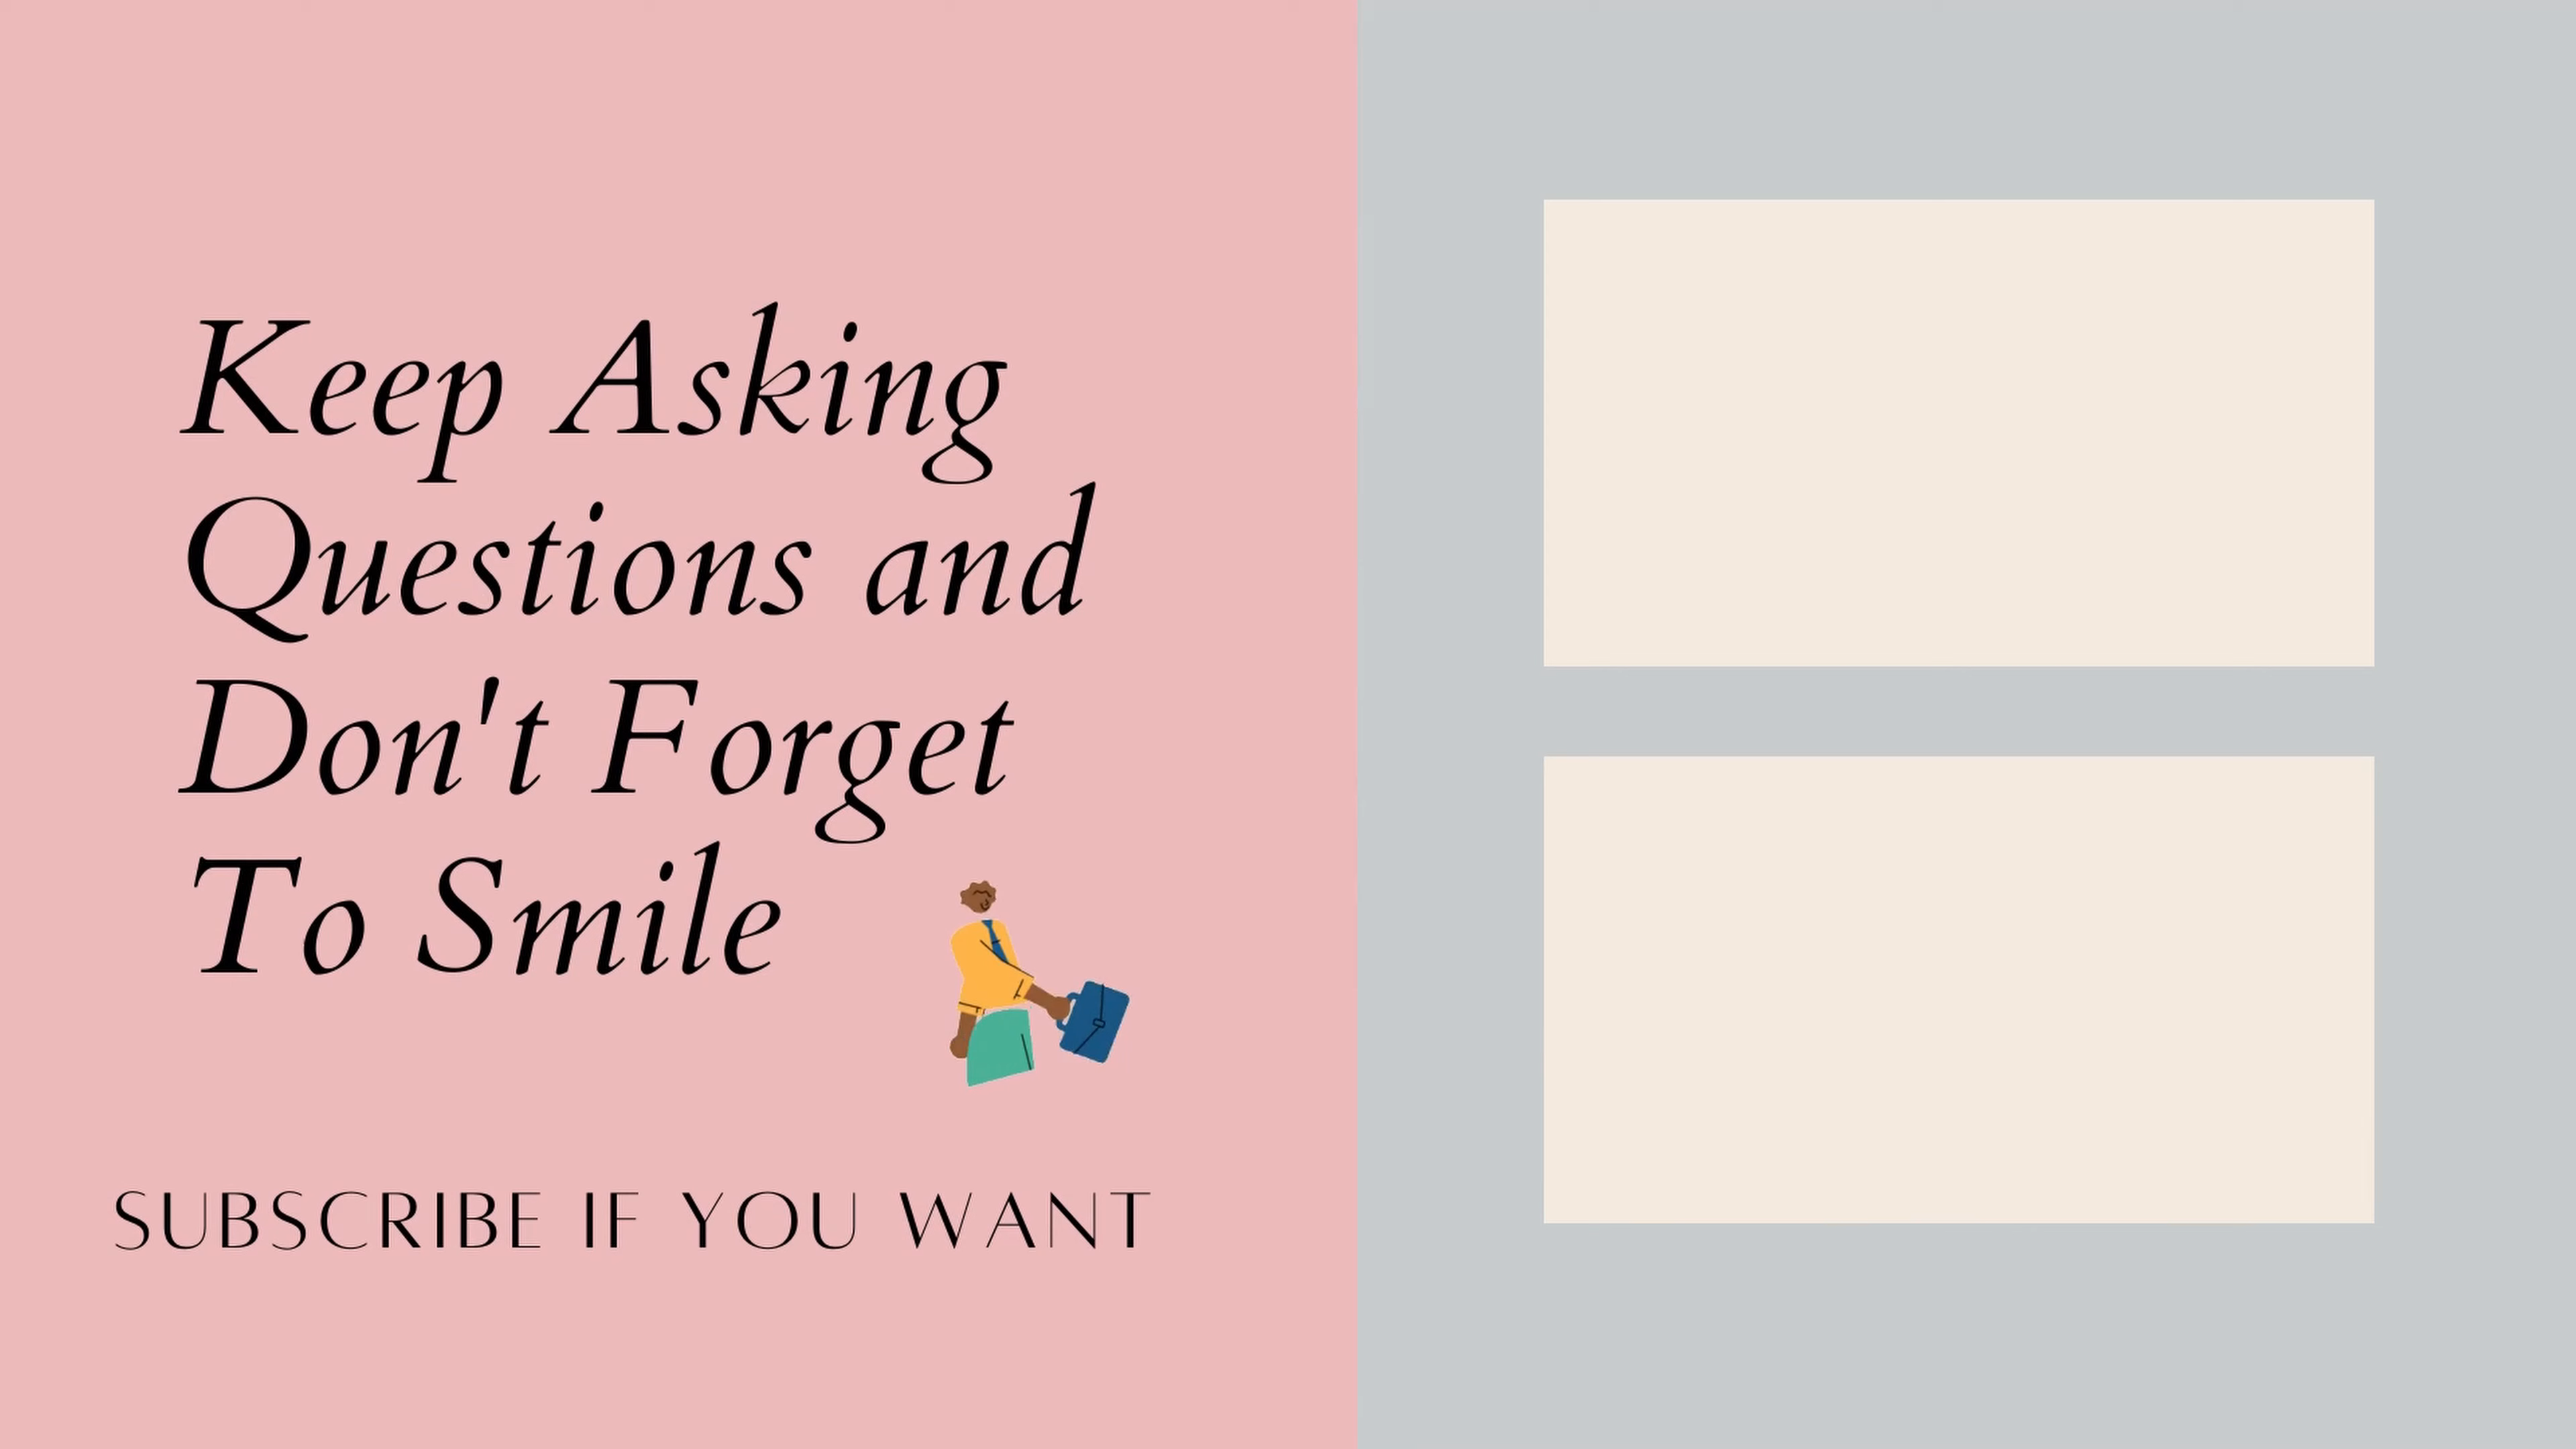 Keep Asking
Questions and
Don't Forget
To Smile
SUBSCRIBE IF YOU WANT